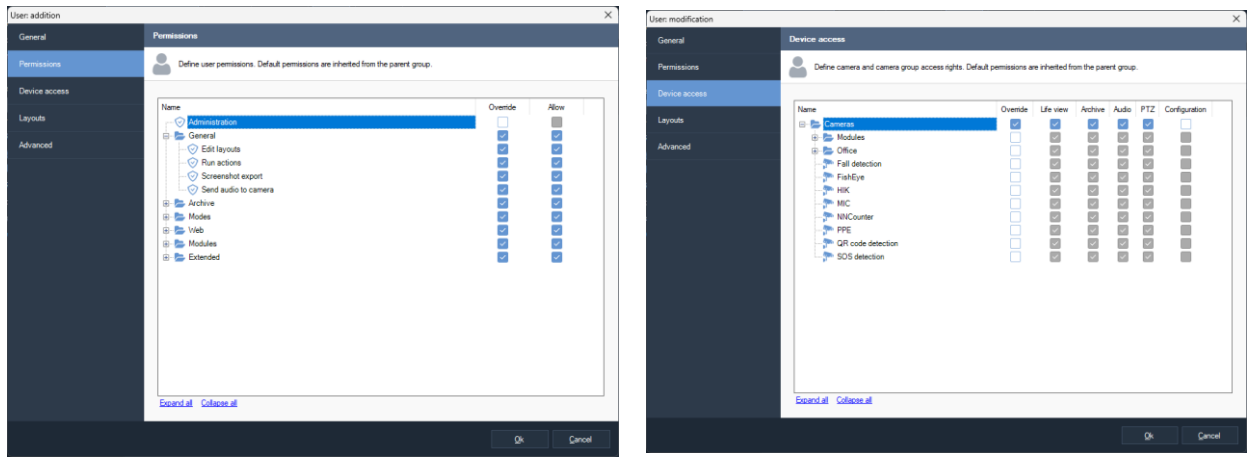 User: addition
General
Permissions
Device access
Layouts
Advanced
Permissions
Define user permissions. Default permissions are inherited from the parent group.
Name Override Allow
Administration
General
Edit layouts
Run actions
Screenshot export
Send audio to camera
Archive
Modes
Web
Modules
Extended
Expand all Collapse all
Ok Cancel
User: modification
General
Permissions
Device access
Layouts
Advanced
Device access
Define camera and camera group access rights. Default permissions are inherited from the parent group.
Name Override Life view Archive Audio PTZ Configuration
Cameras
Modules
Office
Fall detection
FishEye
HIK
MIC
NNCounter
PPE
QR code detection
SOS detection
Expand all Collapse all
Ok Cancel